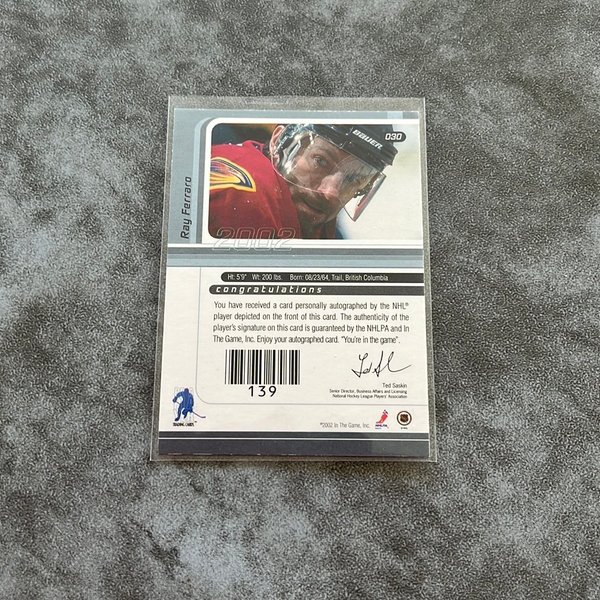 030
BAUER
Ray Ferraro
2002
Ht: 5'9" Wt: 200 lbs. Born: 08/23/64, Trail, British Columbia
congratulations
You have received a card personally autographed by the NHL®
player depicted on the front of this card. The authenticity of the
player's signature on this card is guaranteed by the NHLPA and In
The Game, Inc. Enjoy your autographed card. "You're in the game".
139
Ted Saskin
Senior Director, Business Affairs and Licensing
National Hockey League Players' Association
TRADING CARDS
©2002 In The Game, Inc.
NHLPA